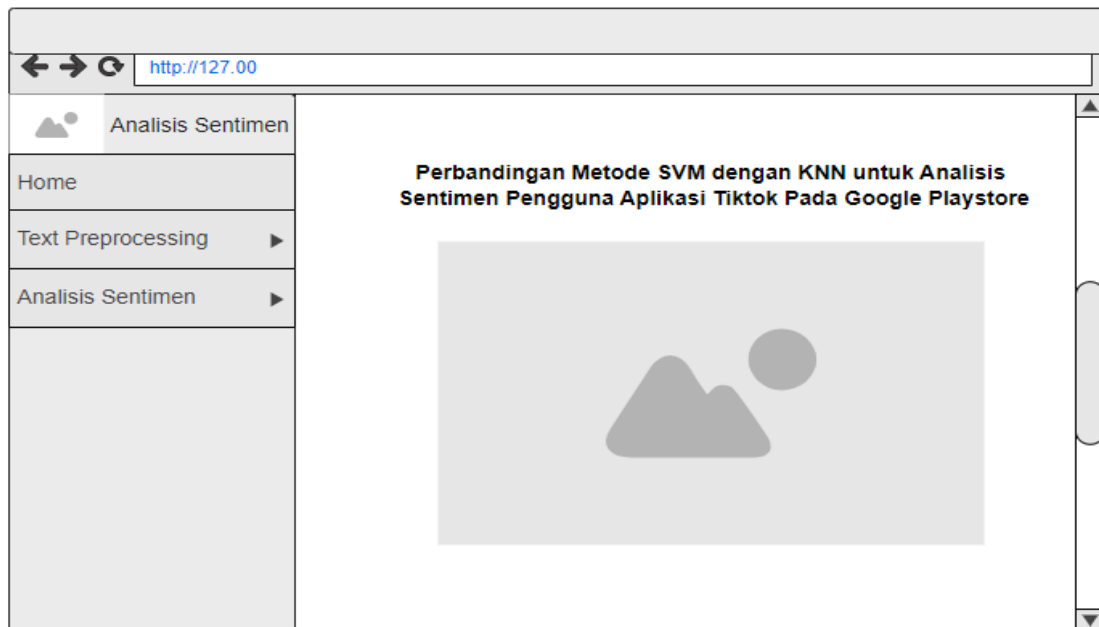 http://127.00
Analisis Sentimen
Home
Text Preprocessing
Analisis Sentimen
Perbandingan Metode SVM dengan KNN untuk Analisis
Sentimen Pengguna Aplikasi Tiktok Pada Google Playstore